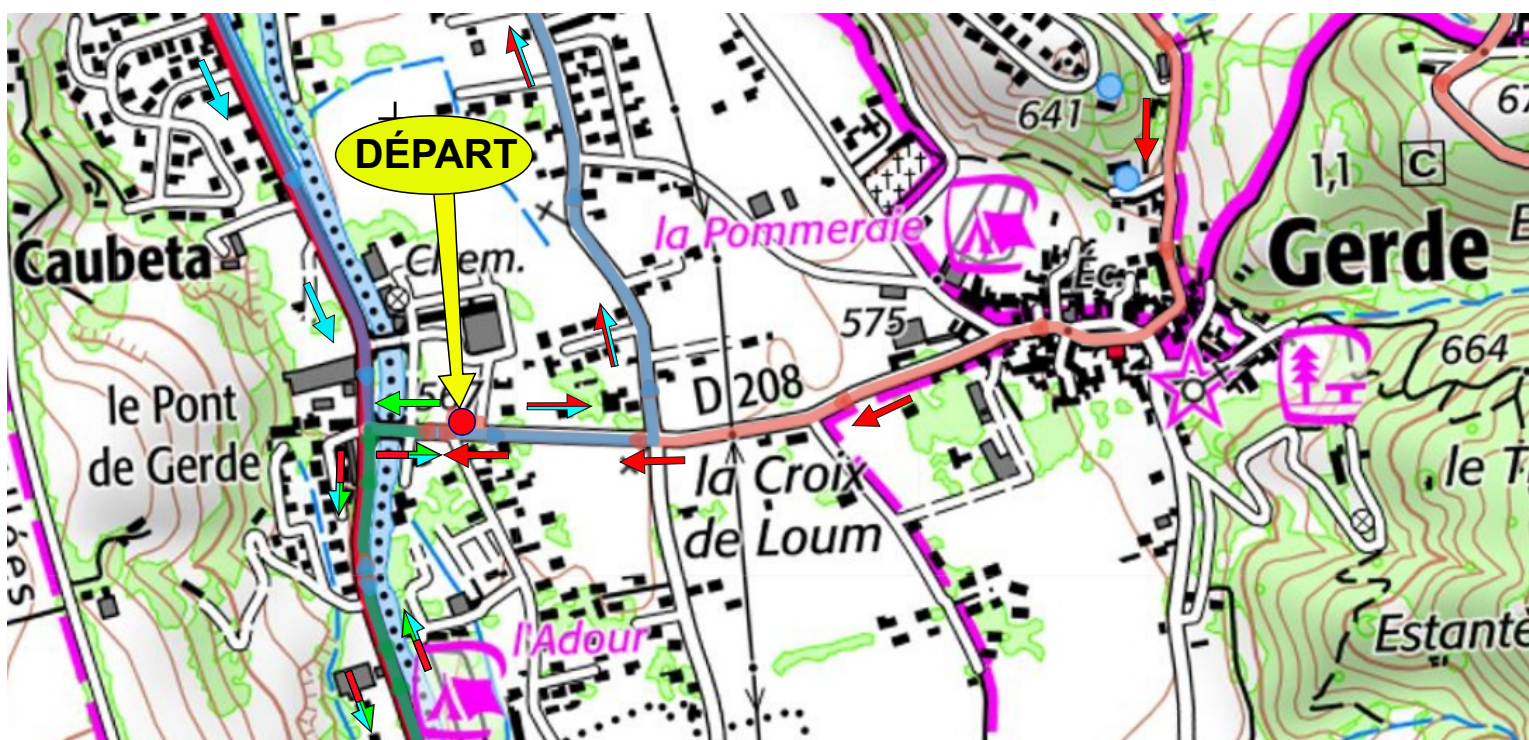 DÉPART
Caubeta
Chem.
le Pont
de Gerde
l'Adour
la Pommeraie
575
D 208
la Croix
de Loum
Éc.
641
1,1
C
Gerde
664